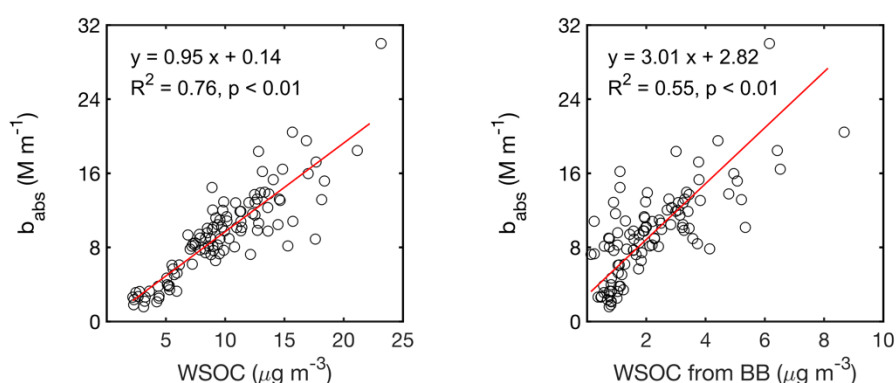 y = 0.95 x + 0.14
R² = 0.76, p < 0.01
32
24
16
8
0
b_abs (M m⁻¹)
5
10
15
20
25
WSOC (μg m⁻³)
y = 3.01 x + 2.82
R² = 0.55, p < 0.01
32
24
16
8
0
b_abs (M m⁻¹)
2
4
6
8
10
WSOC from BB (μg m⁻³)